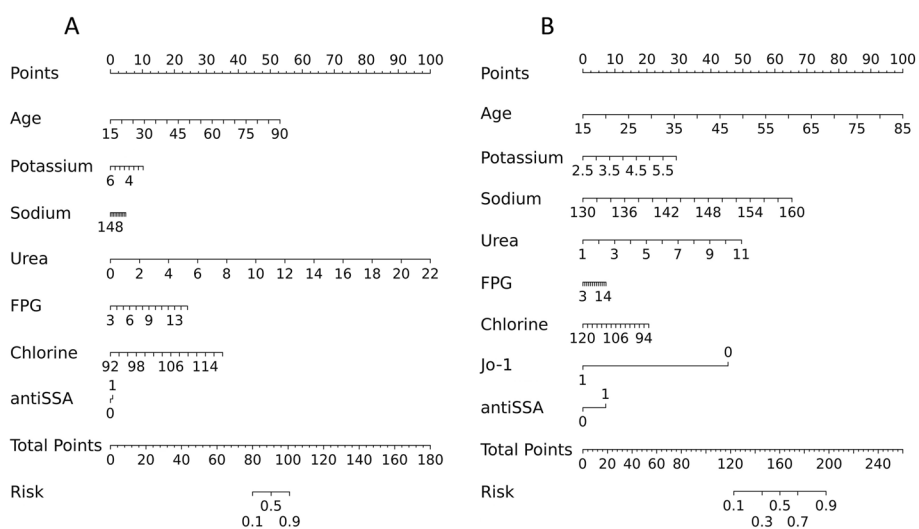 A
Points 0 10 20 30 40 50 60 70 80 90 100
Age
15 30 45 60 75 90
Potassium
6 4
Sodium
148
Urea
0 2 4 6 8 10 12 14 16 18 20 22
FPG
3 6 9 13
Chlorine
92 98 106 114
1
antiSSA
0
Total Points
0 20 40 60 80 100 120 140 160 180
Risk
0.5
0.1 0.9
B
Points 0 10 20 30 40 50 60 70 80 90 100
Age
15 25 35 45 55 65 75 85
Potassium
2.5 3.5 4.5 5.5
Sodium
130 136 142 148 154 160
Urea
1 3 5 7 9 11
FPG
3 14
Chlorine
120 106 94
0
Jo-1
1
1
antiSSA
0
Total Points
0 20 40 60 80 120 160 200 240
Risk
0.1 0.5 0.9
0.3 0.7